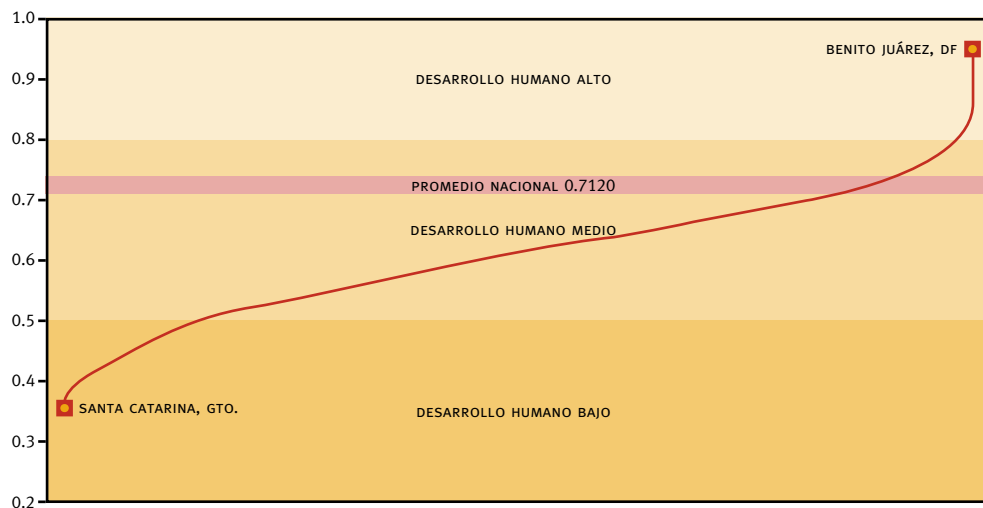 1.0
BENITO JUÁREZ, DF
0.9
DESARROLLO HUMANO ALTO
0.8
PROMEDIO NACIONAL 0.7120
0.7
DESARROLLO HUMANO MEDIO
0.6
0.5
0.4
SANTA CATARINA, GTO.
DESARROLLO HUMANO BAJO
0.3
0.2